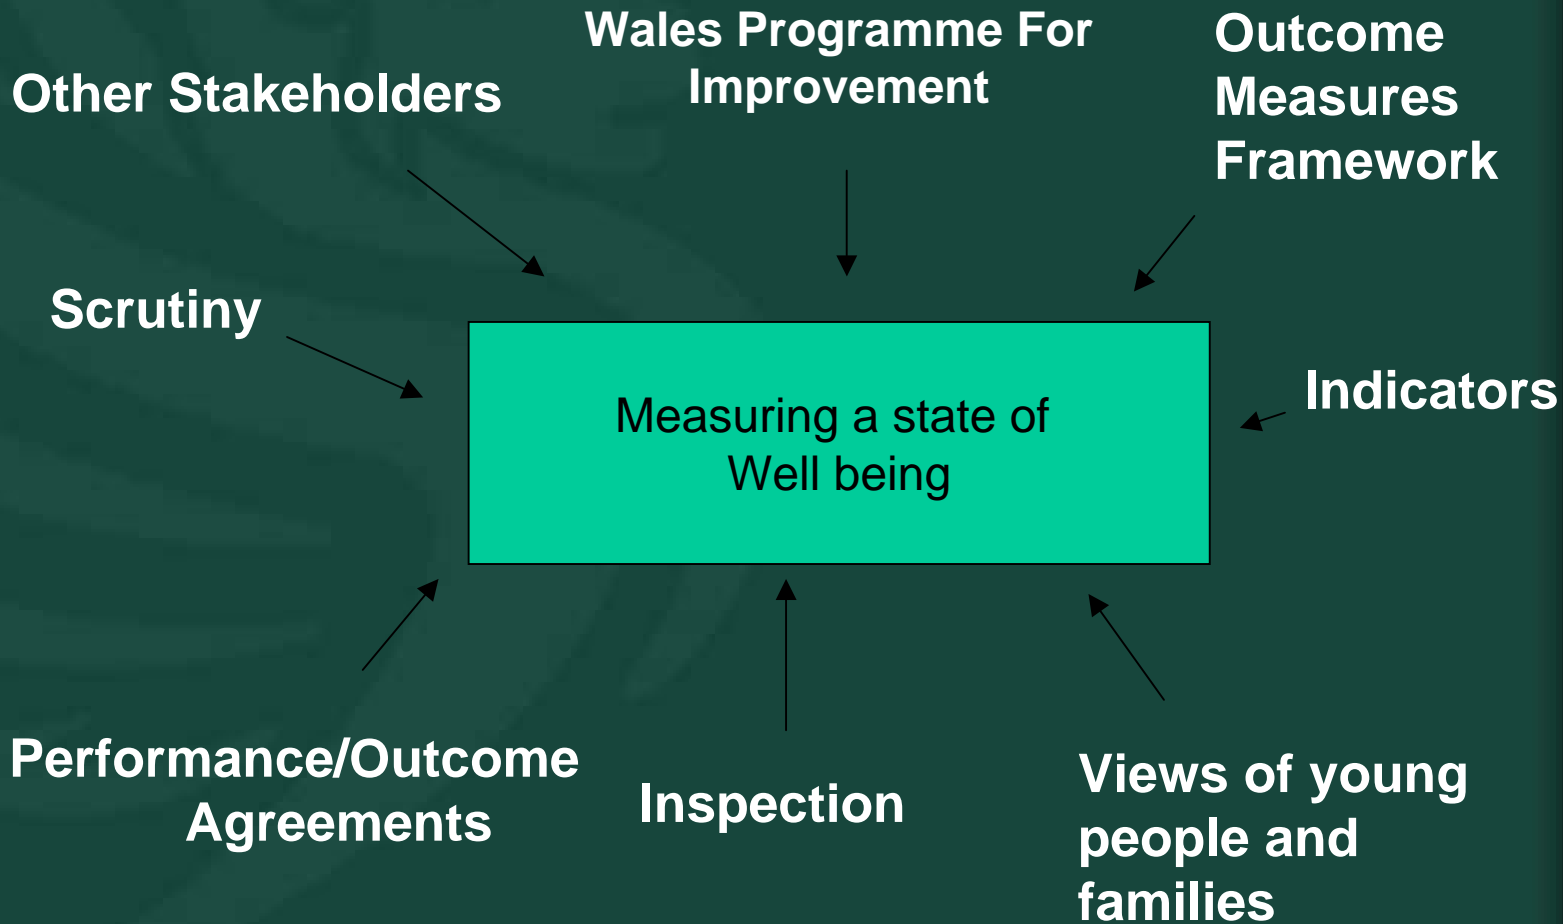 Wales Programme For
Improvement
Outcome
Measures
Framework
Other Stakeholders
Scrutiny
Indicators
Measuring a state of
Well being
Performance/Outcome
Agreements
Inspection
Views of young
people and
families